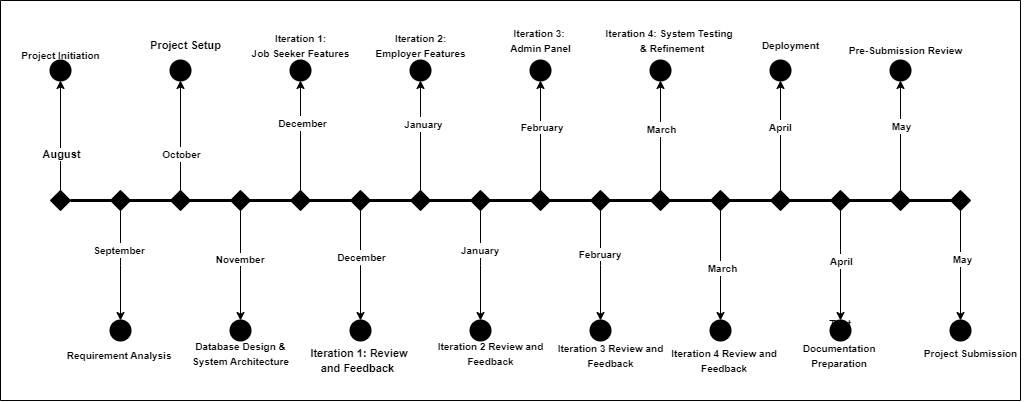 Project Initiation
Project Setup
Iteration 1:
Job Seeker Features
Iteration 2:
Employer Features
Iteration 3:
Admin Panel
Iteration 4: System Testing
& Refinement
Deployment
Pre-Submission Review
August
October
December
January
February
March
April
May
September
November
December
January
February
March
April
May
Requirement Analysis
Database Design &
System Architecture
Iteration 1: Review
and Feedback
Iteration 2 Review and
Feedback
Iteration 3 Review and
Feedback
Iteration 4 Review and
Feedback
Documentation
Preparation
Project Submission